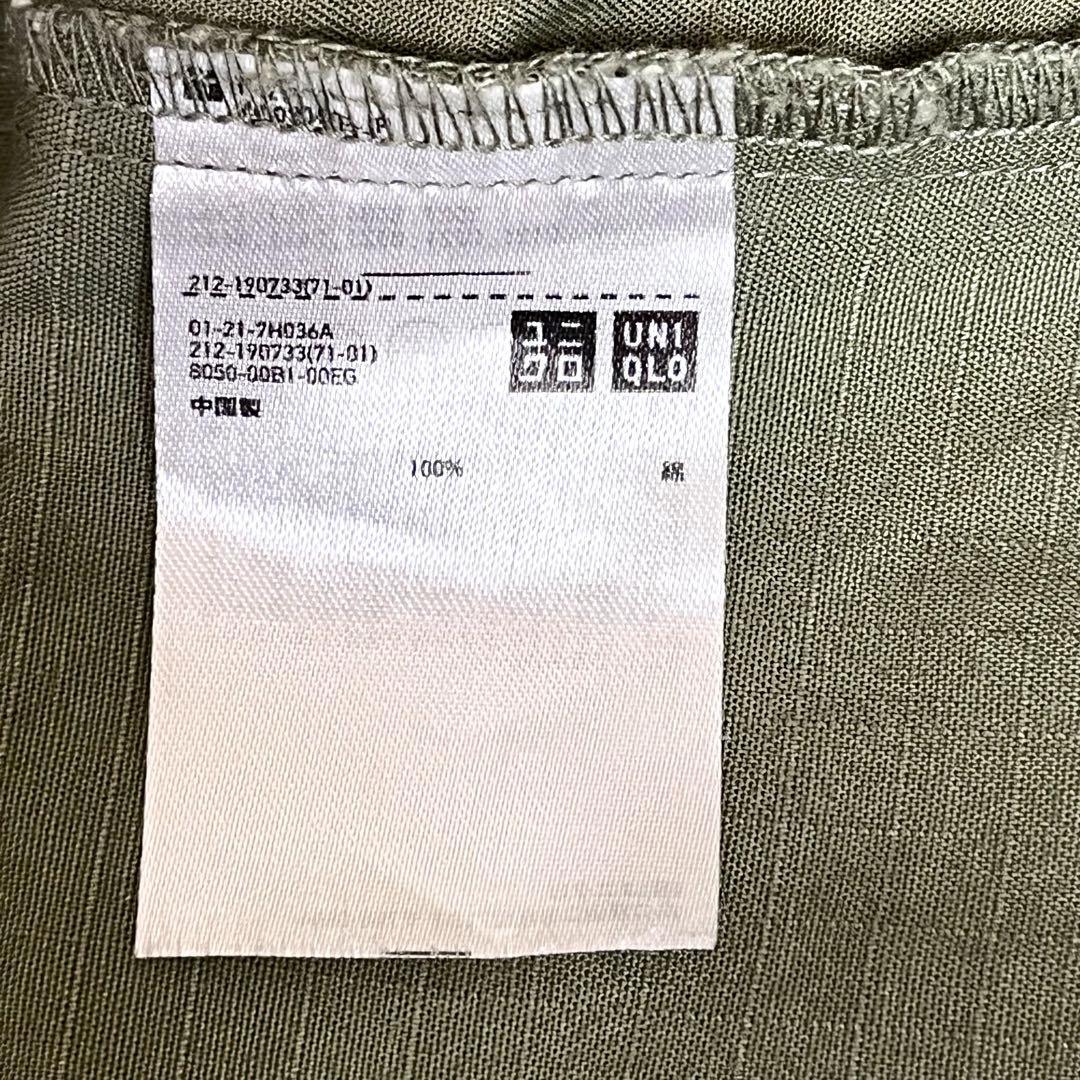 212-190733(71-01)
01-21-7H036A
212-190733(71-01)
8050-00B1-00EG
中国製
ユニ
クロ
UNI
QLO
100% 綿